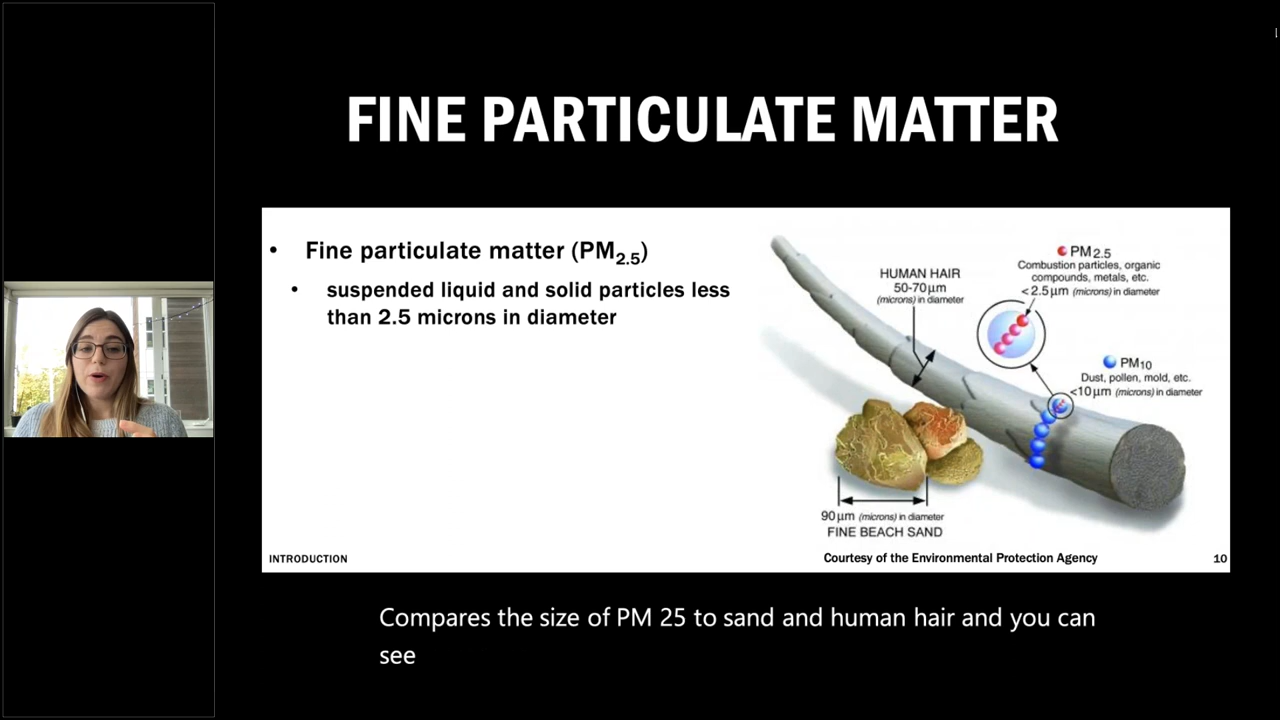 FINE PARTICULATE MATTER
• Fine particulate matter (PM2.5)
• suspended liquid and solid particles less
than 2.5 microns in diameter
HUMAN HAIR
50-70 µm
(microns) in diameter
PM2.5
Combustion particles, organic
compounds, metals, etc.
< 2.5 µm (microns) in diameter
PM10
Dust, pollen, mold, etc.
<10 µm (microns) in diameter
90 µm (microns) in diameter
FINE BEACH SAND
INTRODUCTION
Courtesy of the Environmental Protection Agency
10
Compares the size of PM 25 to sand and human hair and you can
see